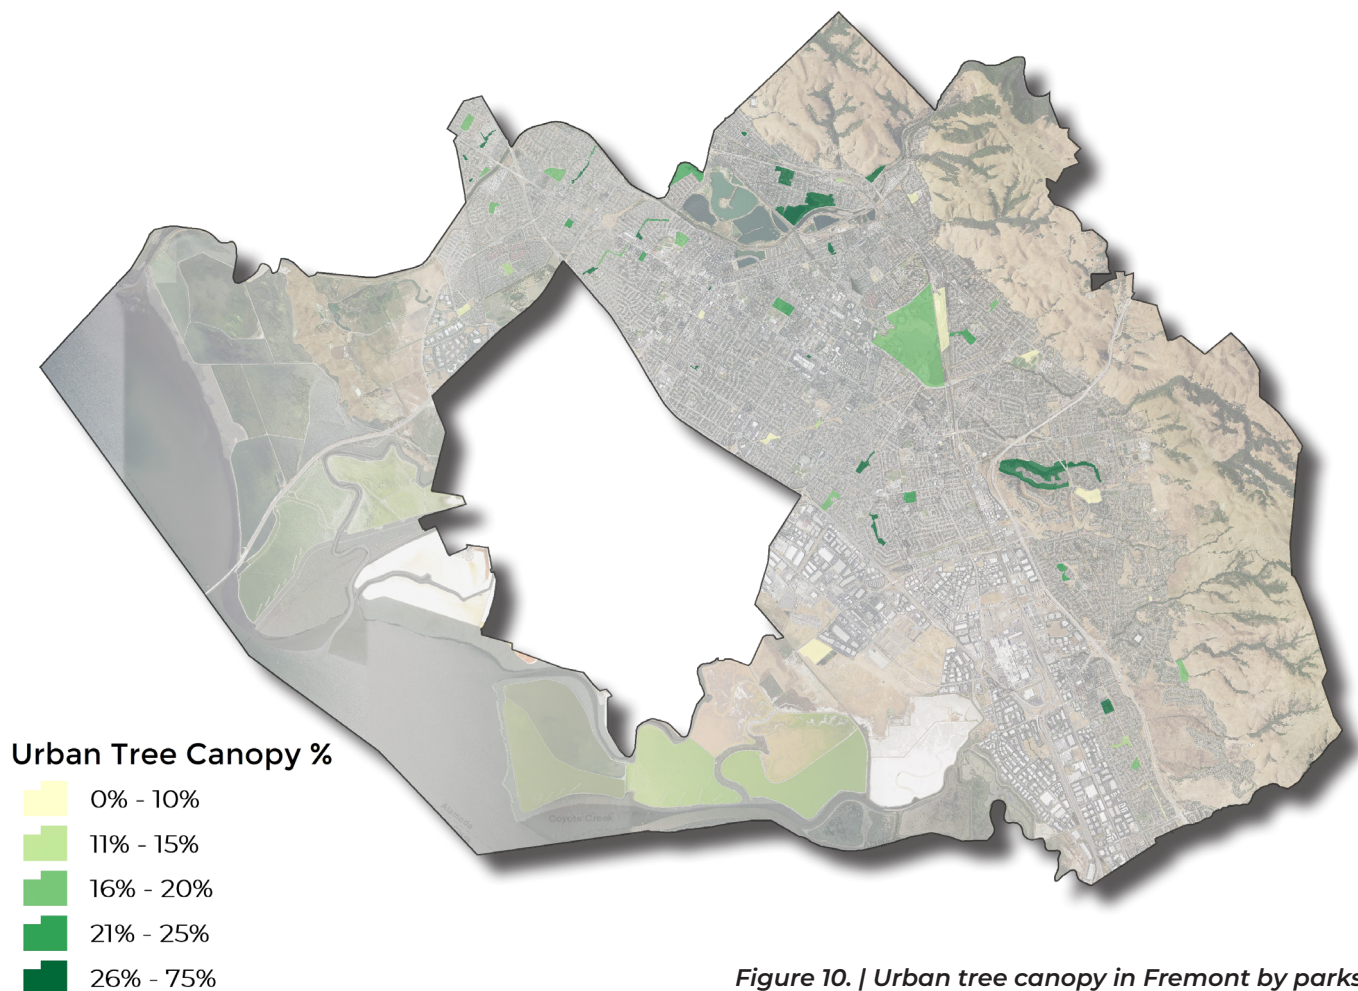 Alameda
Coyote Creek
Urban Tree Canopy %
0% - 10%
11% - 15%
16% - 20%
21% - 25%
26% - 75%
Figure 10. | Urban tree canopy in Fremont by parks